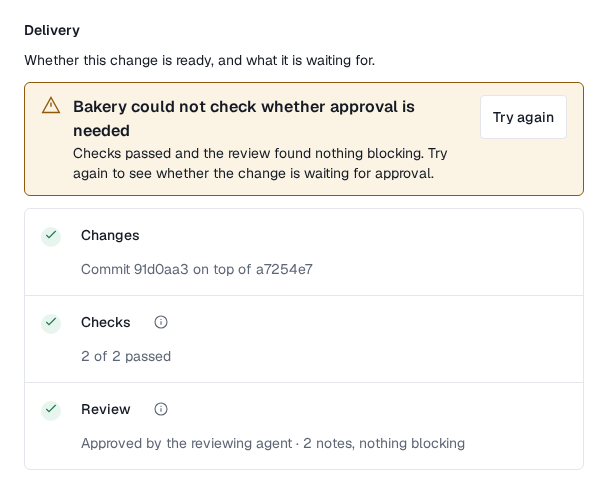 Delivery
Whether this change is ready, and what it is waiting for.
Bakery could not check whether approval is
needed
Try again
Checks passed and the review found nothing blocking. Try
again to see whether the change is waiting for approval.
Changes
Commit 91d0aa3 on top of a7254e7
Checks
2 of 2 passed
Review
Approved by the reviewing agent · 2 notes, nothing blocking